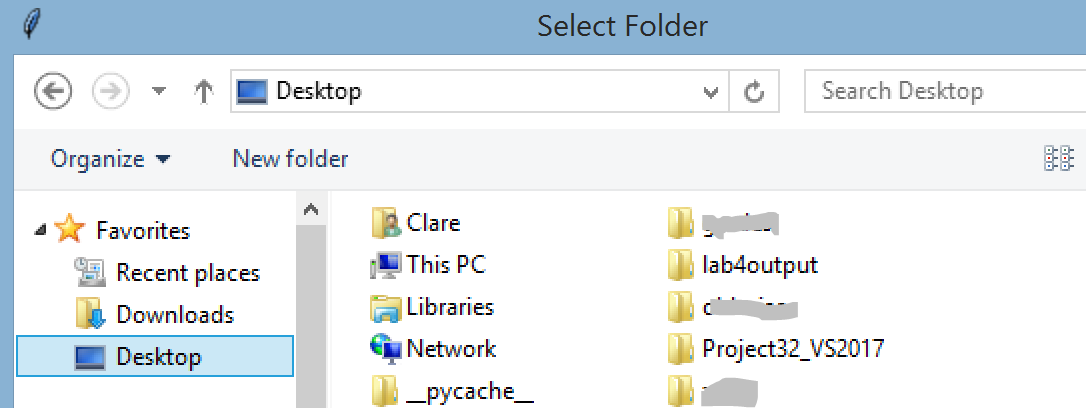 Select Folder
Desktop
Search Desktop
Organize
New folder
Favorites
Recent places
Downloads
Desktop
Clare
This PC
Libraries
Network
__pycache__
lab4output
Project32_VS2017